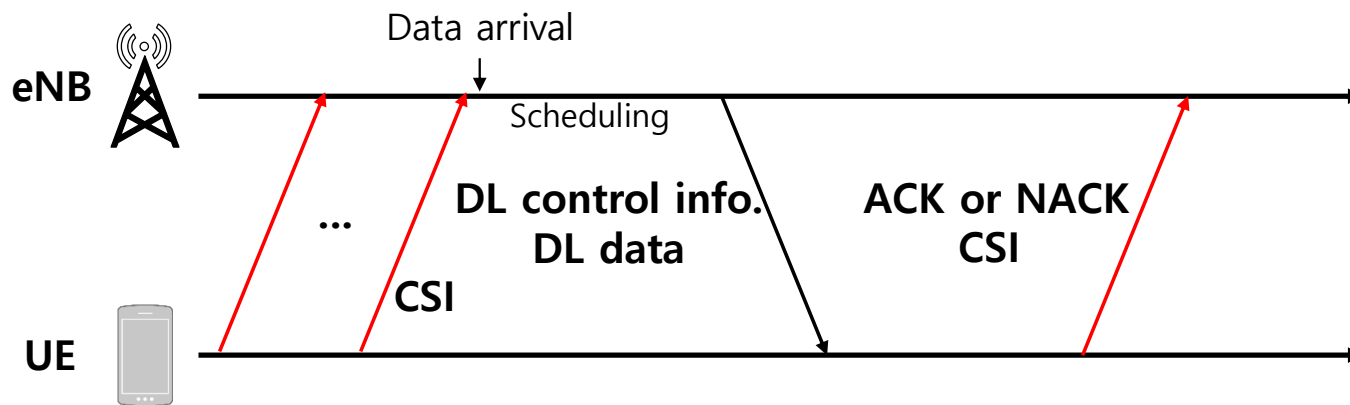 Data arrival
eNB
Scheduling
DL control info.
DL data
ACK or NACK
CSI
...
CSI
UE